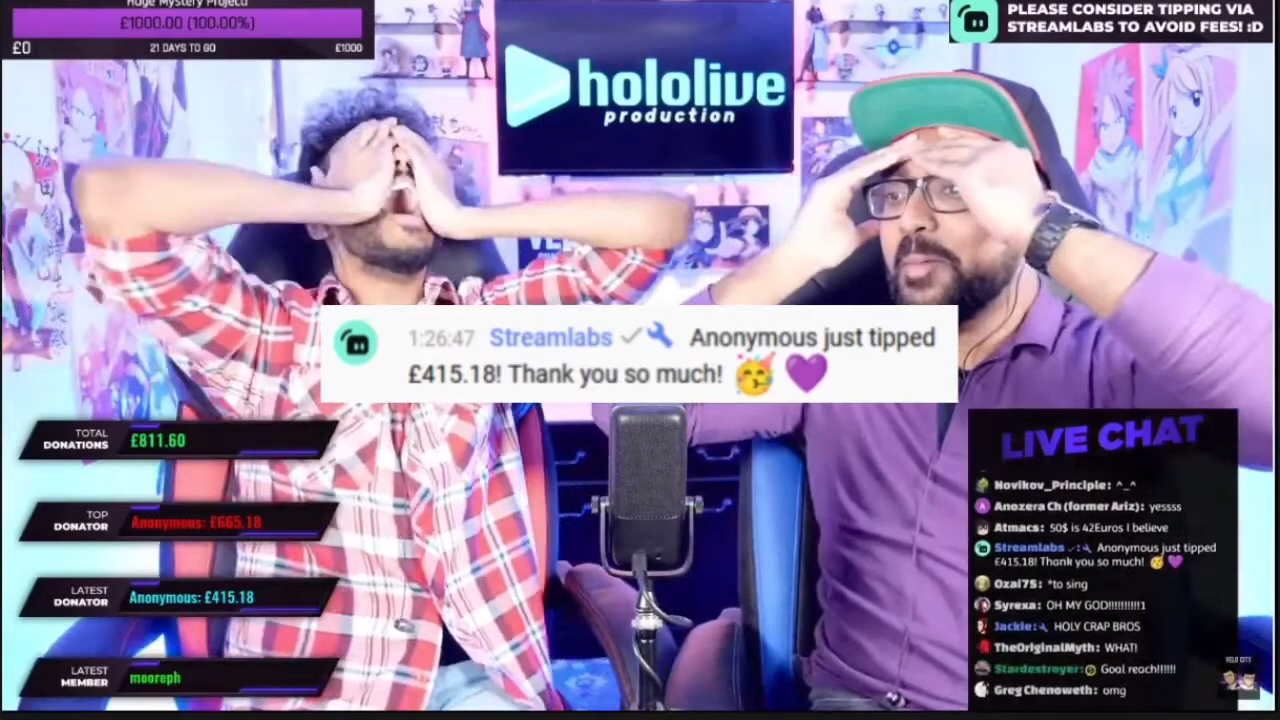 Huge Mystery Project!
£1000.00 (100.00%)
£0
21 DAYS TO GO
£1000
PLEASE CONSIDER TIPPING VIA
STREAMLABS TO AVOID FEES! :D
hololive
production
1:26:47 Streamlabs Anonymous just tipped
£415.18! Thank you so much! 🥳 💜
TOTAL
DONATIONS
£811.60
TOP
DONATOR
Anonymous: £665.18
LATEST
DONATOR
Anonymous: £415.18
LATEST
MEMBER
mooreph
LIVE CHAT
Novikov_Principle: ^_^
Anozera Ch (former Ariz): yessss
Atmacs: 50$ is 42Euros I believe
Streamlabs: Anonymous just tipped
£415.18! Thank you so much! 🥳 💜
Ozai75: *to sing
Syrexa: OH MY GOD!!!!!!!!!!1
Jackie: HOLY CRAP BROS
TheOriginalMyth: WHAT!
Stardestroyer: Goal reach!!!!!!
Greg Chenoweth: omg
VELO CITY